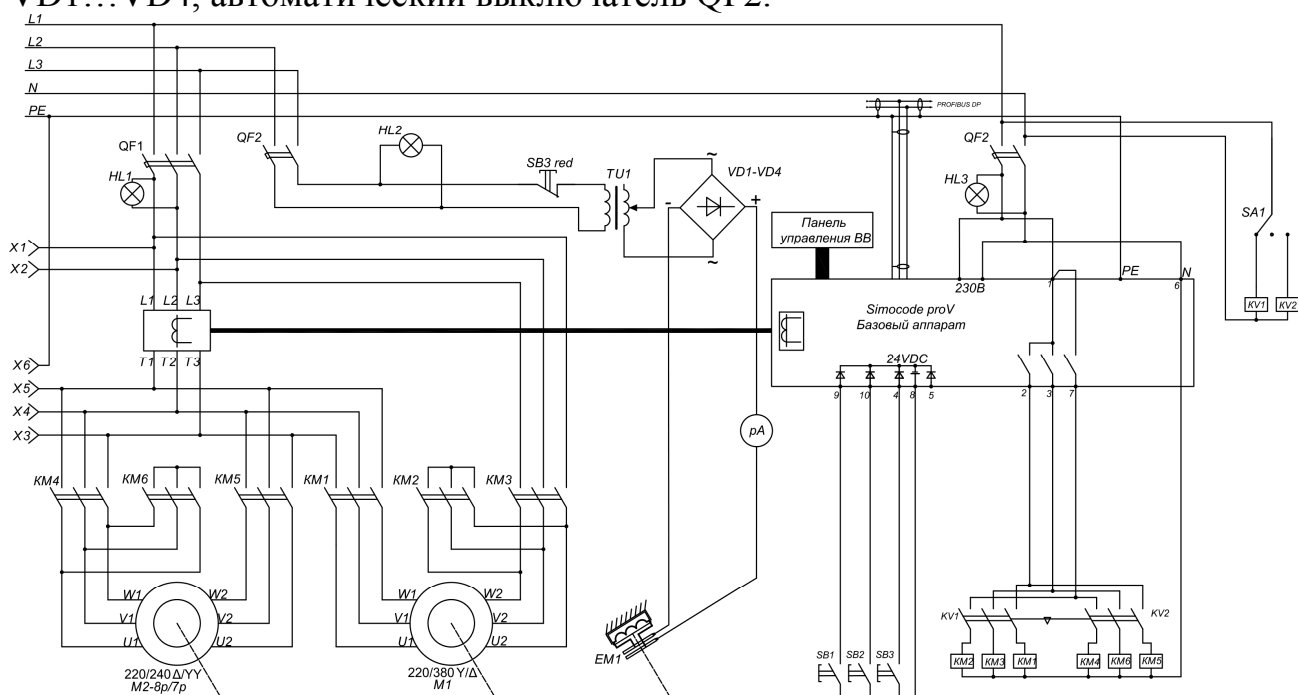 VD1…VD4, автоматический выключатель QF2.
L1
L2
L3
N
PE
PROFIBUS DP
QF1
QF2
HL2
SB3 red
TU1
VD1-VD4
QF2
HL1
HL3
~
- +
~
SA1
Панель
управления BB
X1
X2
L1 L2 L3
230В
1
PE
6
N
KV1 KV2
Simocode proV
Базовый аппарат
T1 T2 T3
24VDC
X6
X5
X4
X3
9 10 4 8 5
2 3 7
pA
KM4 KM6 KM5 KM1 KM2 KM3
W1 W2
V1 V2
U1 U2
W1 W2
V1 V2
U1 U2
220/240 Δ/YY
M2-8p/7p
220/380 Y/Δ
M1
EM1
SB1 SB2 SB3
KV1 KV2
KM2 KM3 KM1 KM4 KM6 KM5